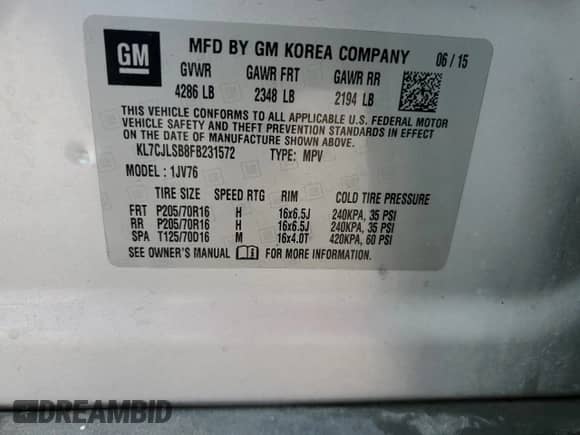 GM MFD BY GM KOREA COMPANY 06 / 15
GVWR GAWR FRT GAWR RR
4286 LB 2348 LB 2194 LB
THIS VEHICLE CONFORMS TO ALL APPLICABLE U.S. FEDERAL MOTOR
VEHICLE SAFETY AND THEFT PREVENTION STANDARDS IN EFFECT
ON THE DATE OF MANUFACTURE SHOWN ABOVE.
KL7CJLSB8FB231572 TYPE: MPV
MODEL : 1JV76
TIRE SIZE SPEED RTG RIM COLD TIRE PRESSURE
FRT P205/70R16 H 16x6.5J 240KPA, 35 PSI
RR P205/70R16 H 16x6.5J 240KPA, 35 PSI
SPA T125/70D16 M 16x4.0T 420KPA, 60 PSI
SEE OWNER'S MANUAL FOR MORE INFORMATION.
DREAMBID